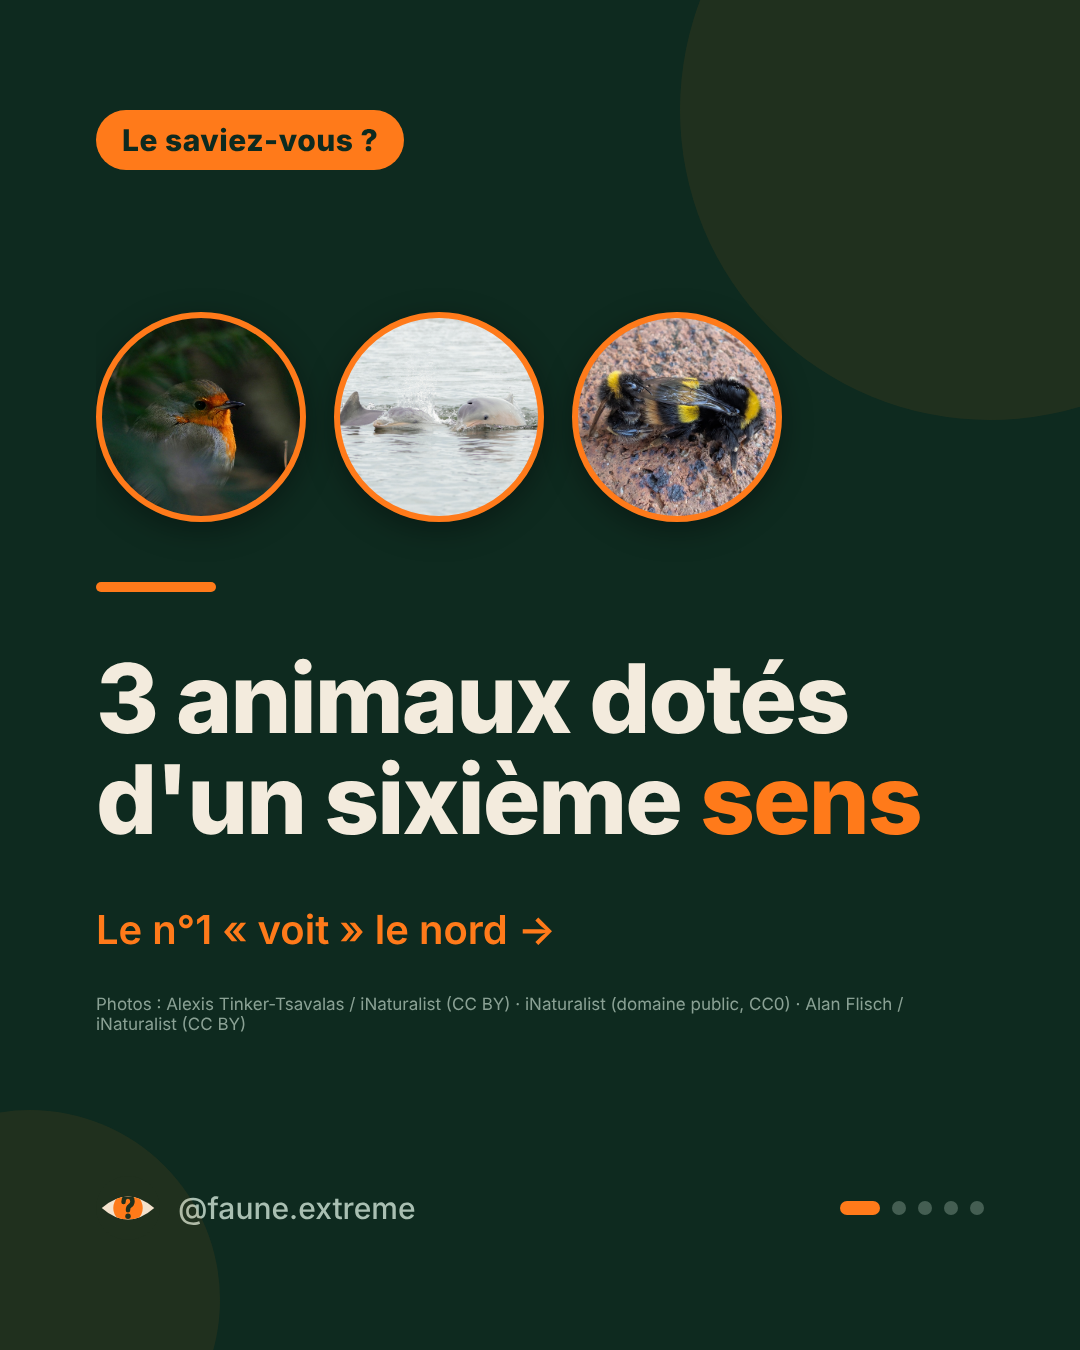 Le saviez-vous ?
3 animaux dotés
d'un sixième sens
Le n°1 « voit » le nord →
Photos : Alexis Tinker-Tsavalas / iNaturalist (CC BY) · iNaturalist (domaine public, CC0) · Alan Flisch /
iNaturalist (CC BY)
?
@faune.extreme